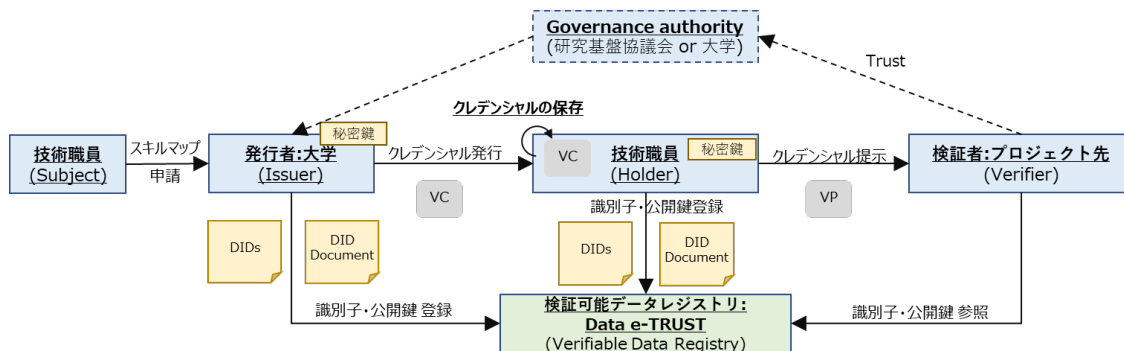 Governance authority
(研究基盤協議会 or 大学)
Trust
クレデンシャルの保存
秘密鍵
技術職員
(Subject)
スキルマップ
申請
発行者:大学
(Issuer)
クレデンシャル発行
VC
VC
秘密鍵
技術職員
(Holder)
クレデンシャル提示
VP
検証者:プロジェクト先
(Verifier)
識別子・公開鍵登録
DIDs
DID
Document
DIDs
DID
Document
識別子・公開鍵 登録
検証可能データレジストリ:
Data e-TRUST
(Verifiable Data Registry)
識別子・公開鍵 参照